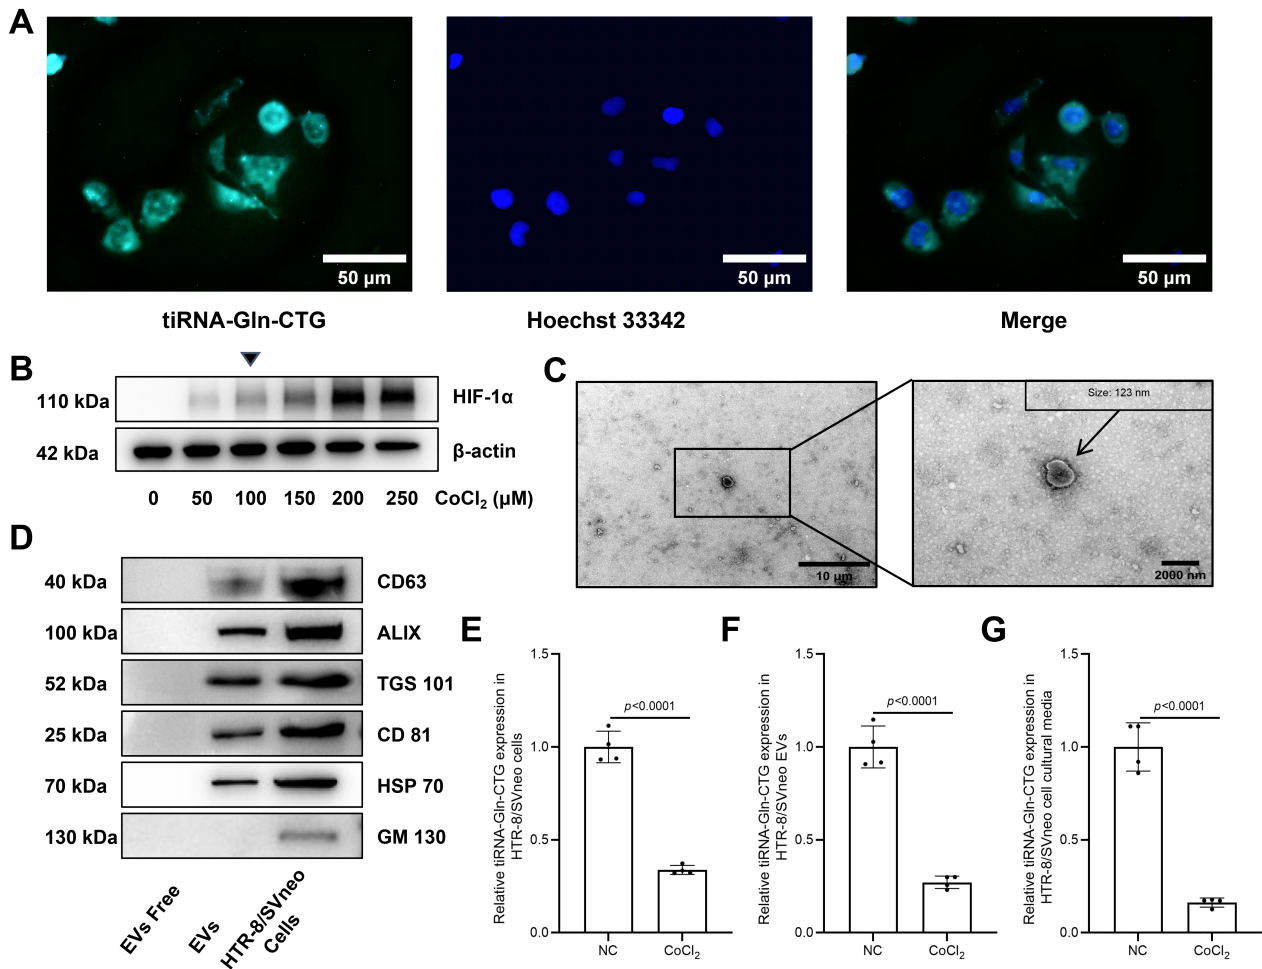 A
50 µm
50 µm
50 µm
tiRNA-Gln-CTG
Hoechst 33342
Merge
B
110 kDa
HIF-1α
42 kDa
β-actin
0 50 100 150 200 250 CoCl₂ (µM)
C
Size: 123 nm
10 µm
2000 nm
D
40 kDa
CD63
100 kDa
ALIX
52 kDa
TGS 101
25 kDa
CD 81
70 kDa
HSP 70
130 kDa
GM 130
EVs Free
EVs
HTR-8/SVneo
Cells
E
Relative tiRNA-Gln-CTG expression in
HTR-8/SVneo cells
1.5
1.0
0.5
0.0
p<0.0001
NC
CoCl₂
F
Relative tiRNA-Gln-CTG expression in
HTR-8/SVneo EVs
1.5
1.0
0.5
0.0
p<0.0001
NC
CoCl₂
G
Relative tiRNA-Gln-CTG expression in
HTR-8/SVneo cell cultural media
1.5
1.0
0.5
0.0
p<0.0001
NC
CoCl₂